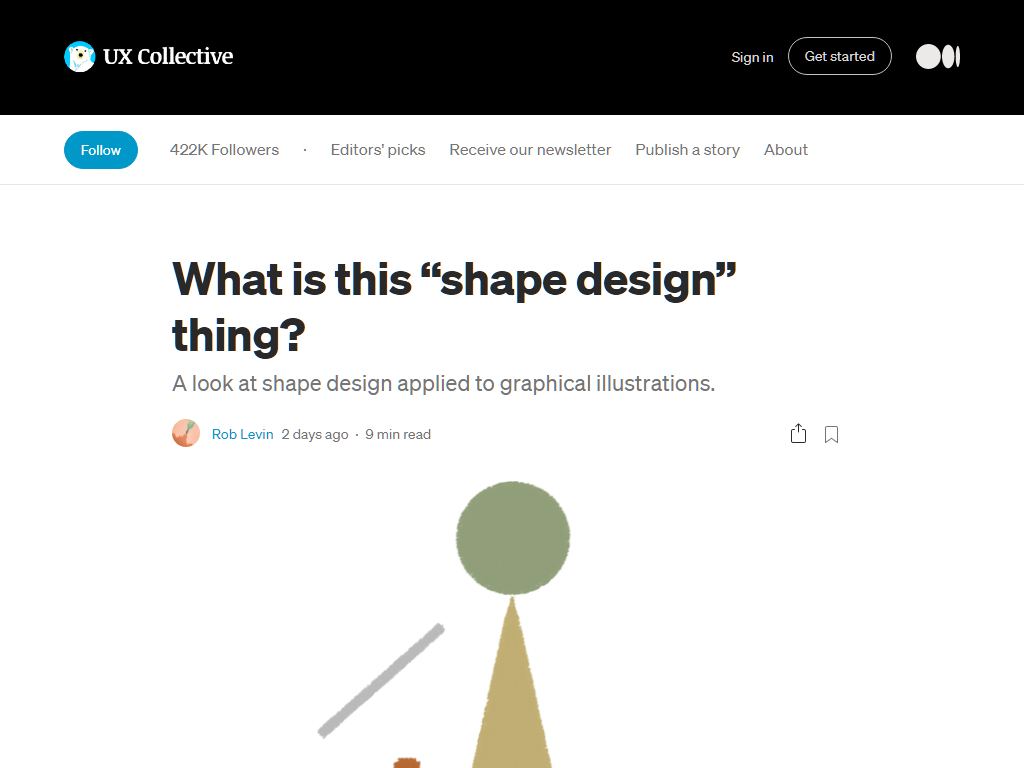 UX Collective
Sign in
Get started
Follow
422K Followers · Editors' picks Receive our newsletter Publish a story About
What is this “shape design”
thing?
A look at shape design applied to graphical illustrations.
Rob Levin 2 days ago · 9 min read